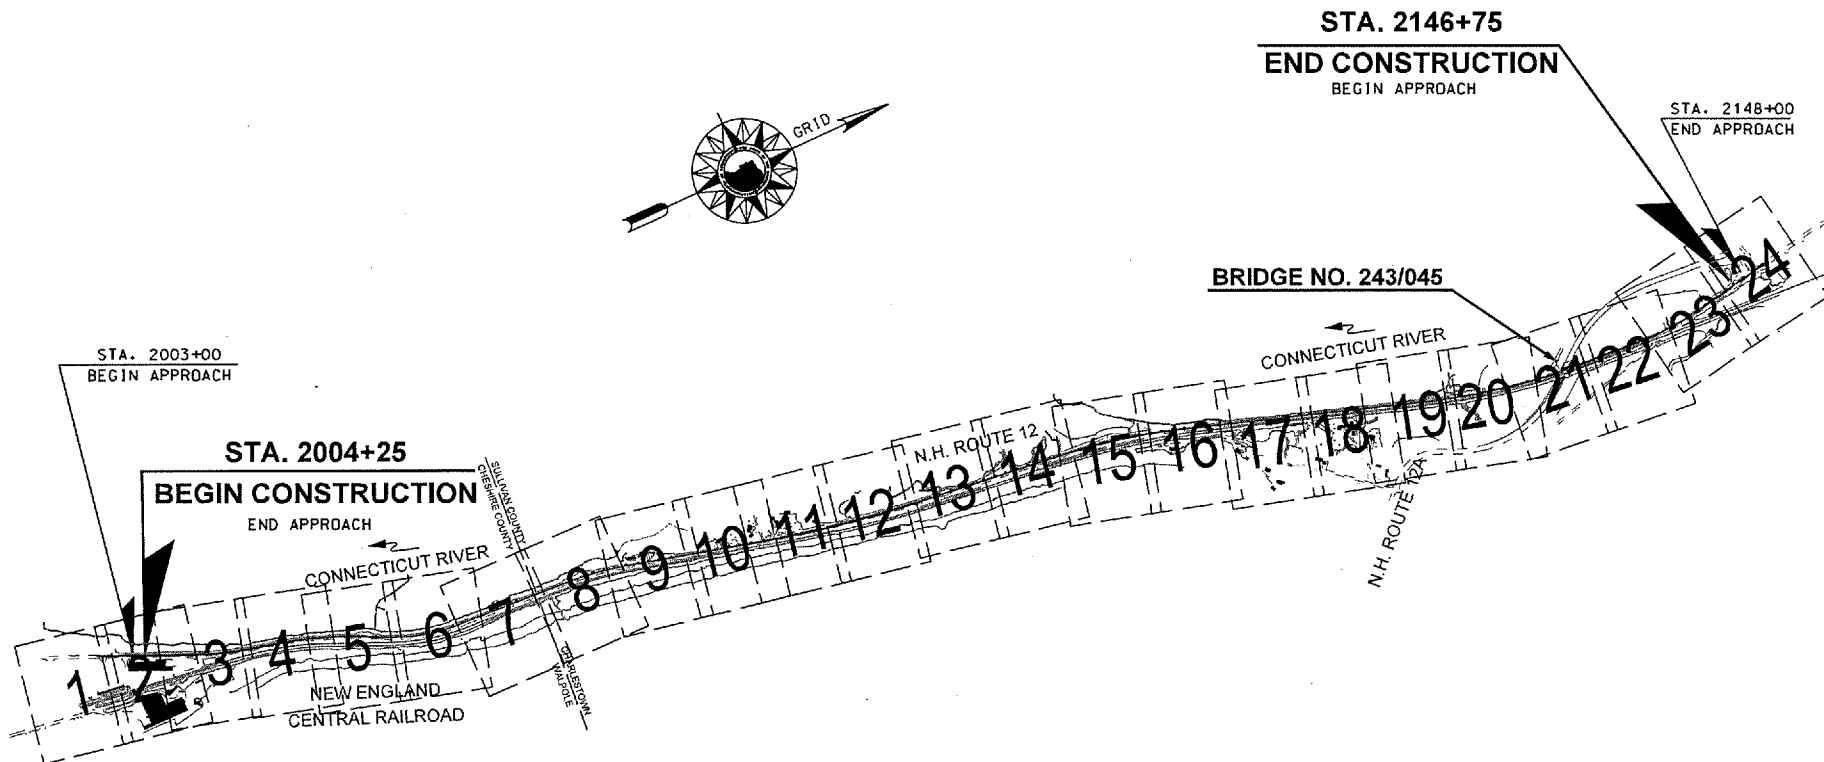 STA. 2146+75
END CONSTRUCTION
BEGIN APPROACH
STA. 2148+00
END APPROACH
GRID
BRIDGE NO. 243/045
CONNECTICUT RIVER
STA. 2003+00
BEGIN APPROACH
STA. 2004+25
BEGIN CONSTRUCTION
END APPROACH
SULLIVAN COUNTY
CHESHIRE COUNTY
CONNECTICUT RIVER
N.H. ROUTE 12
N.H. ROUTE 12A
CHARLESTOWN
WALPOLE
NEW ENGLAND
CENTRAL RAILROAD
1
2
3
4
5
6
7
8
9
10
11
12
13
14
15
16
17
18
19
20
21
22
23
24